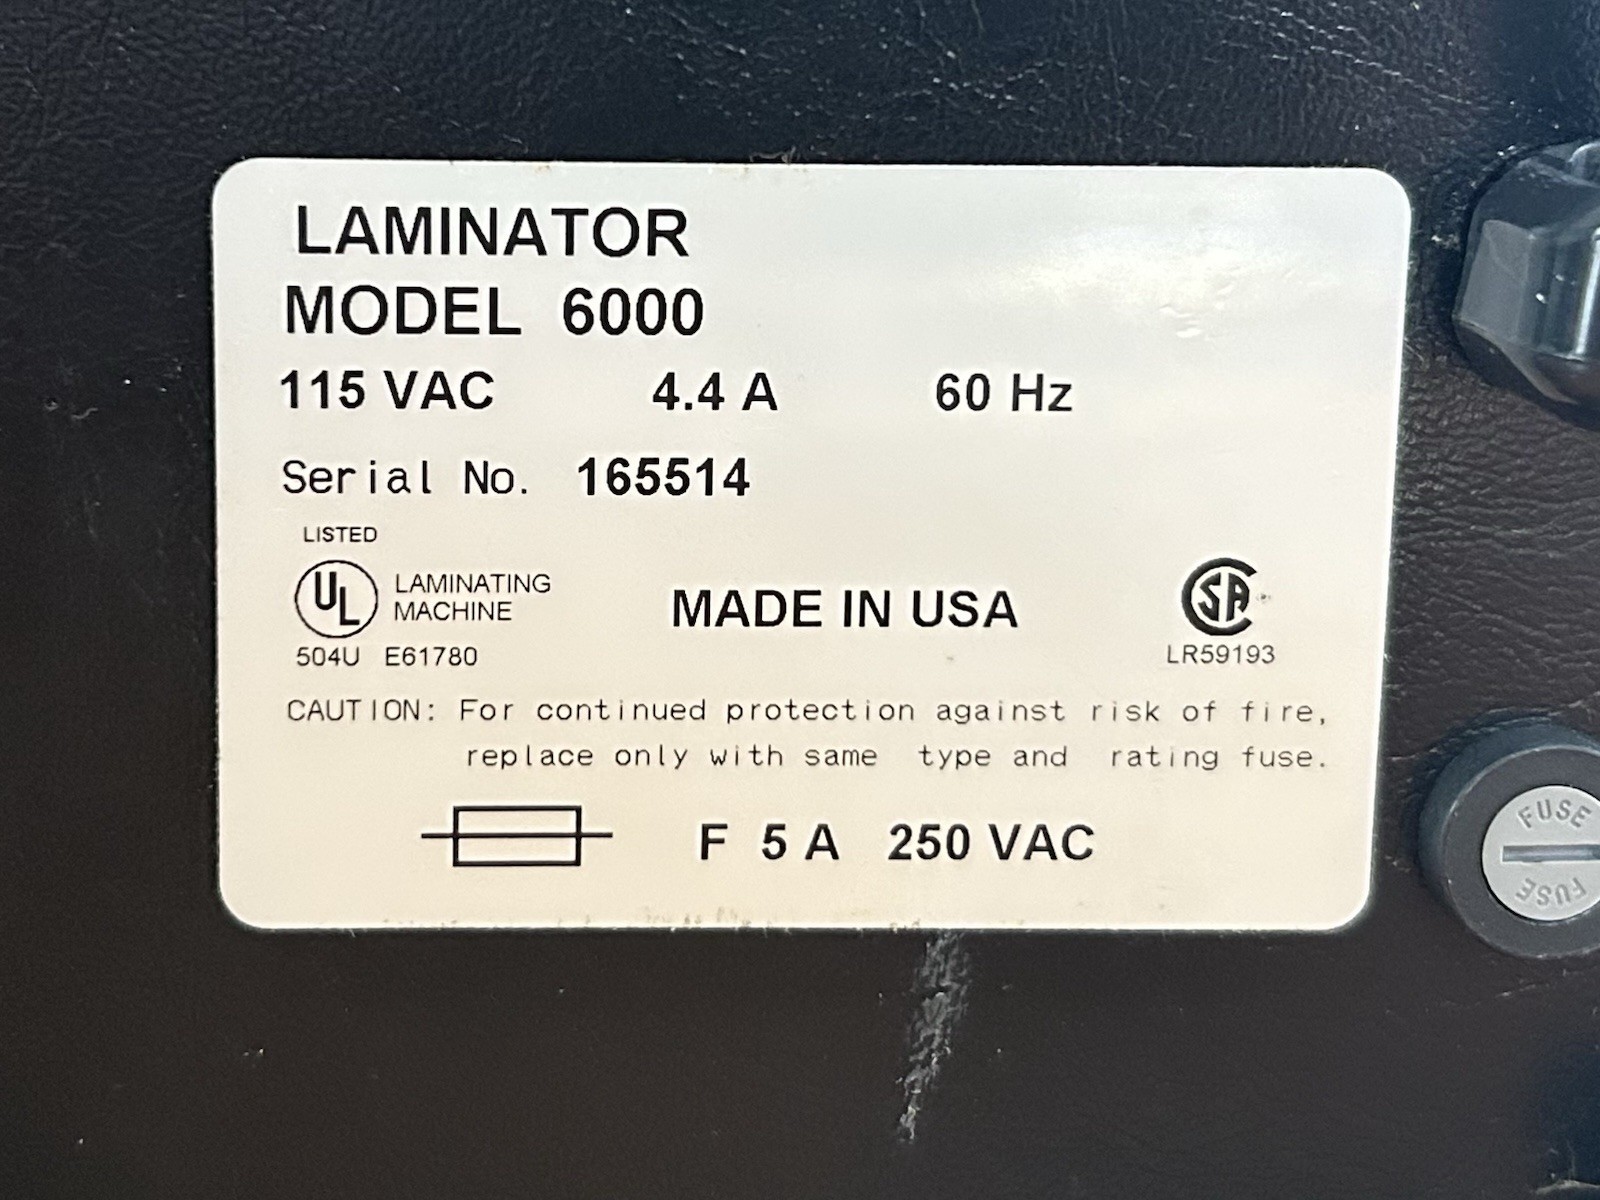 LAMINATOR
MODEL 6000
115 VAC 4.4 A 60 Hz
Serial No. 165514
LISTED
UL LAMINATING
MACHINE
504U E61780
MADE IN USA
SA
LR59193
CAUTION: For continued protection against risk of fire,
replace only with same type and rating fuse.
F 5 A 250 VAC
FUSE
FUSE